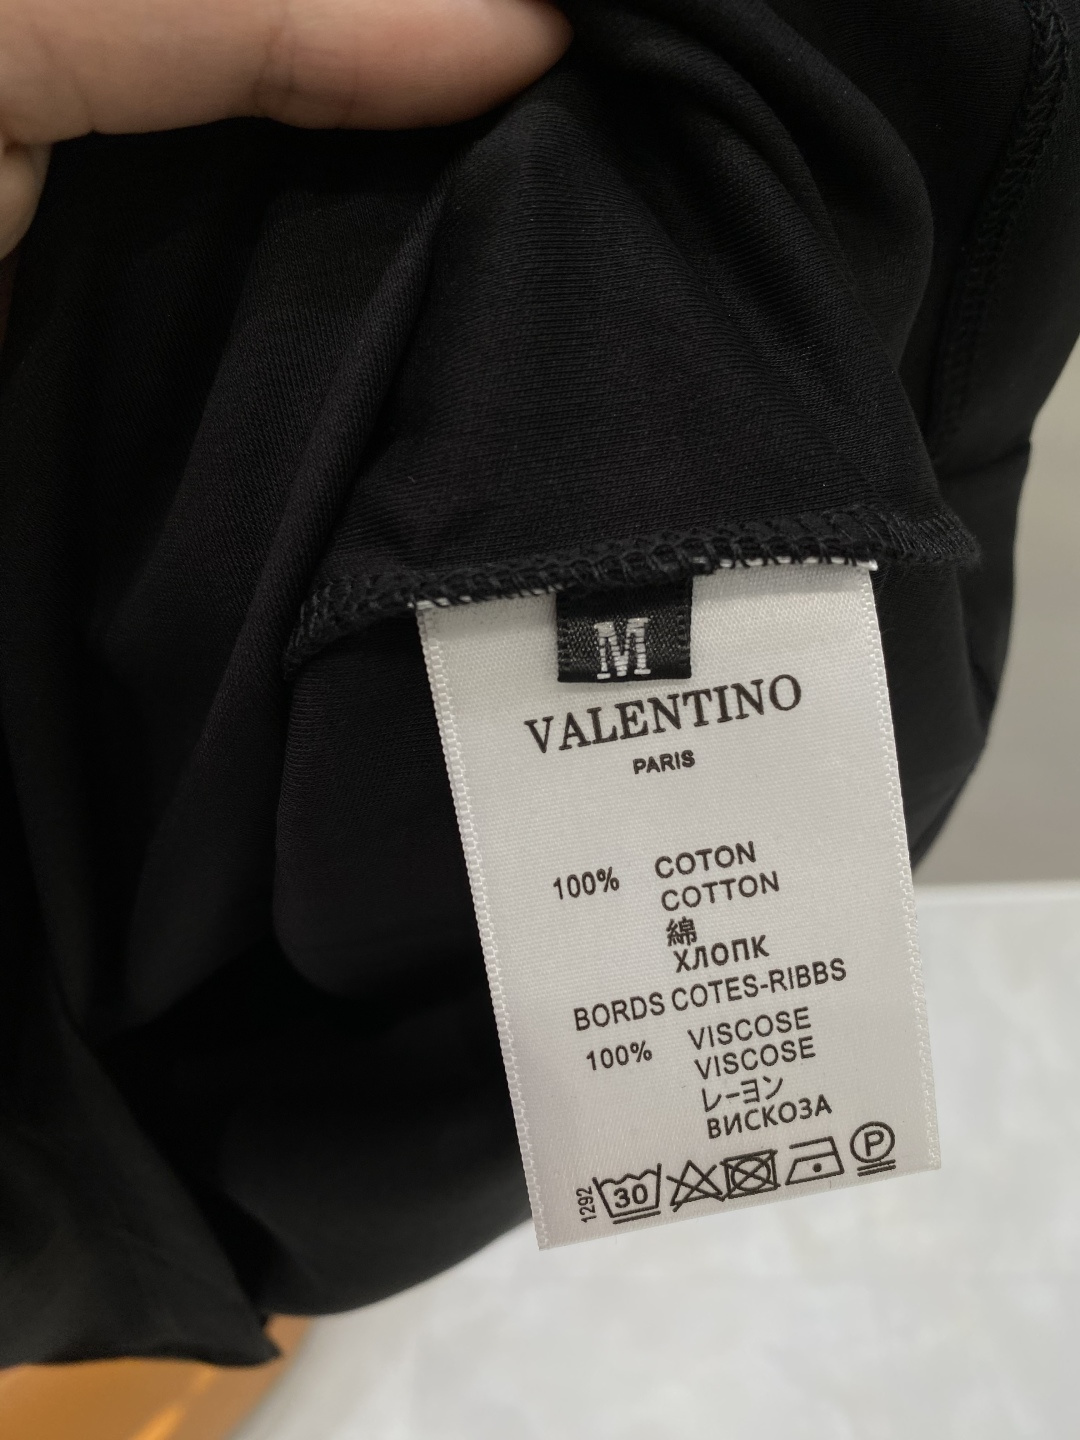 M
VALENTINO
PARIS
100% COTON
COTTON
綿
ХЛОПК
BORDS COTES-RIBBS
100% VISCOSE
VISCOSE
レーヨン
ВИСКОЗА
1292 30 P